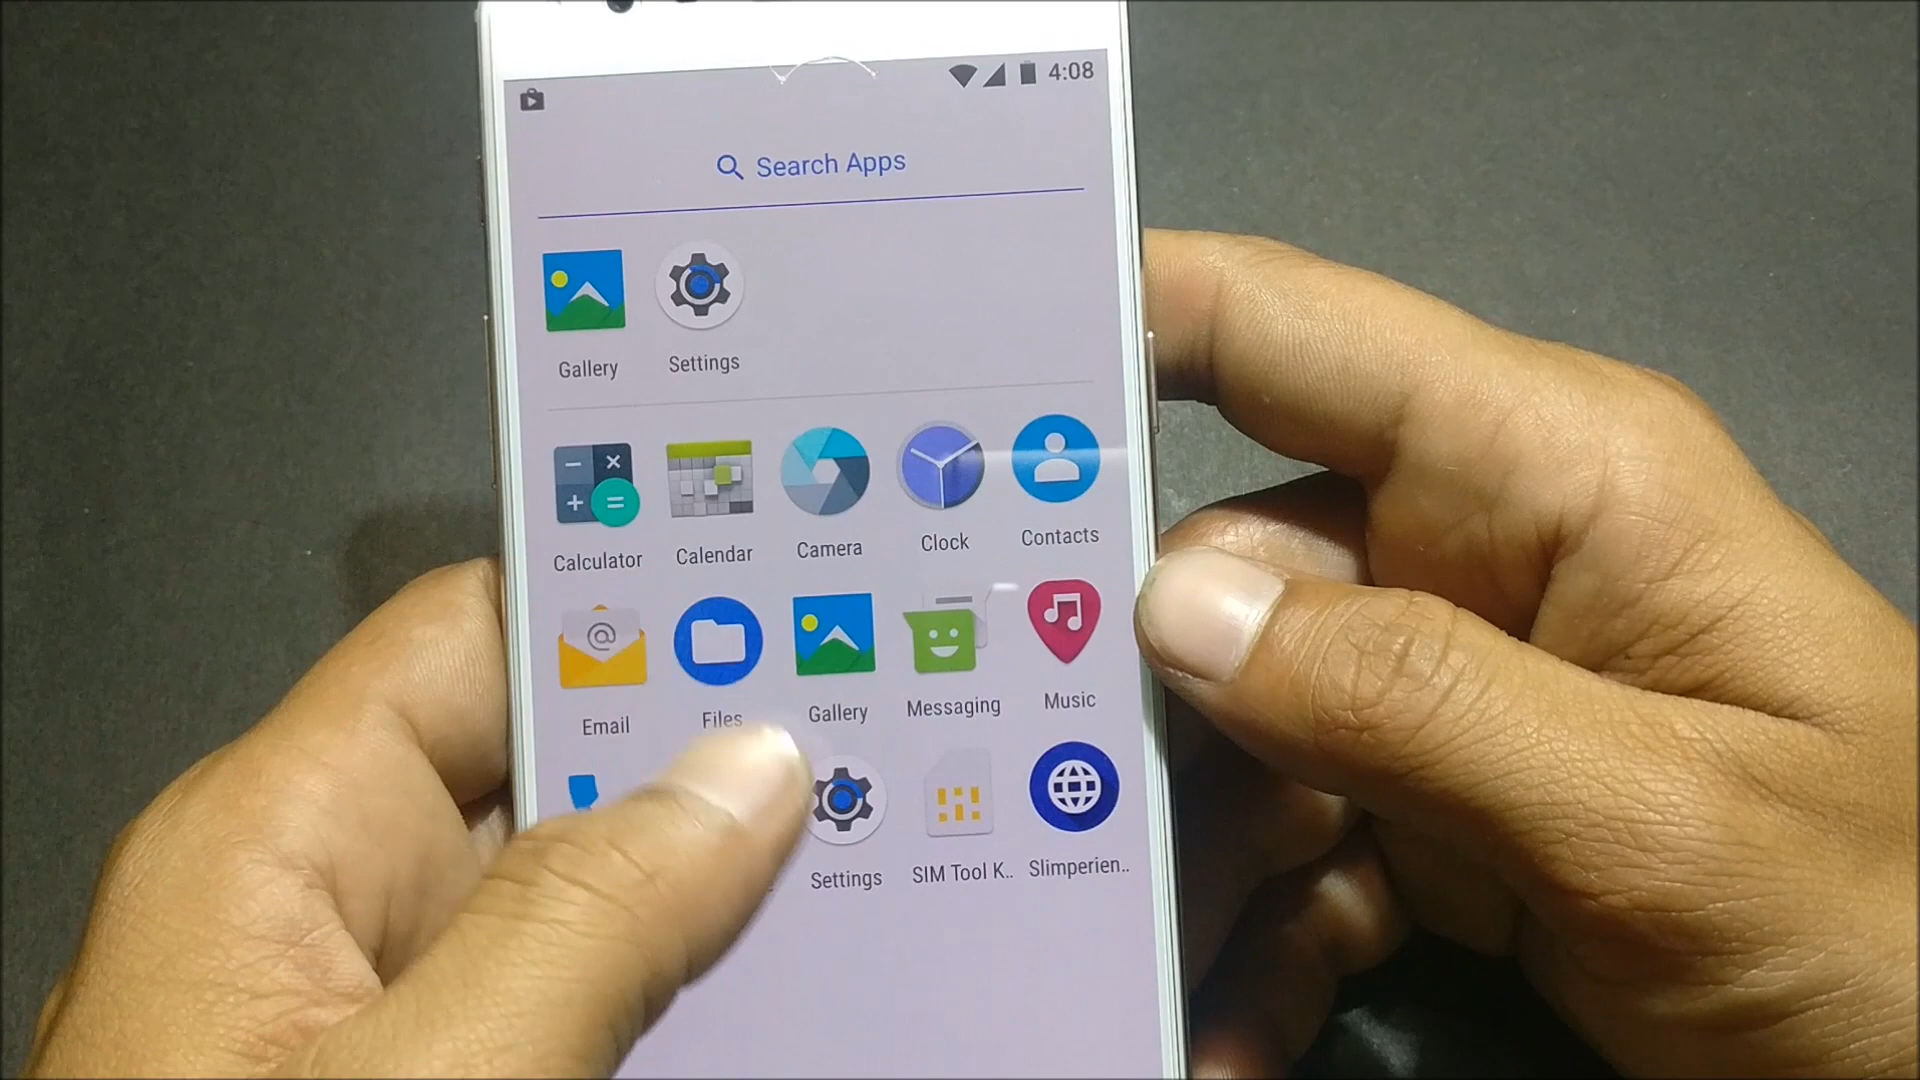 4:08
Search Apps
Gallery Settings
Calculator Calendar Camera Clock Contacts
Email Files Gallery Messaging Music
Settings SIM Tool K.. Slimperien..